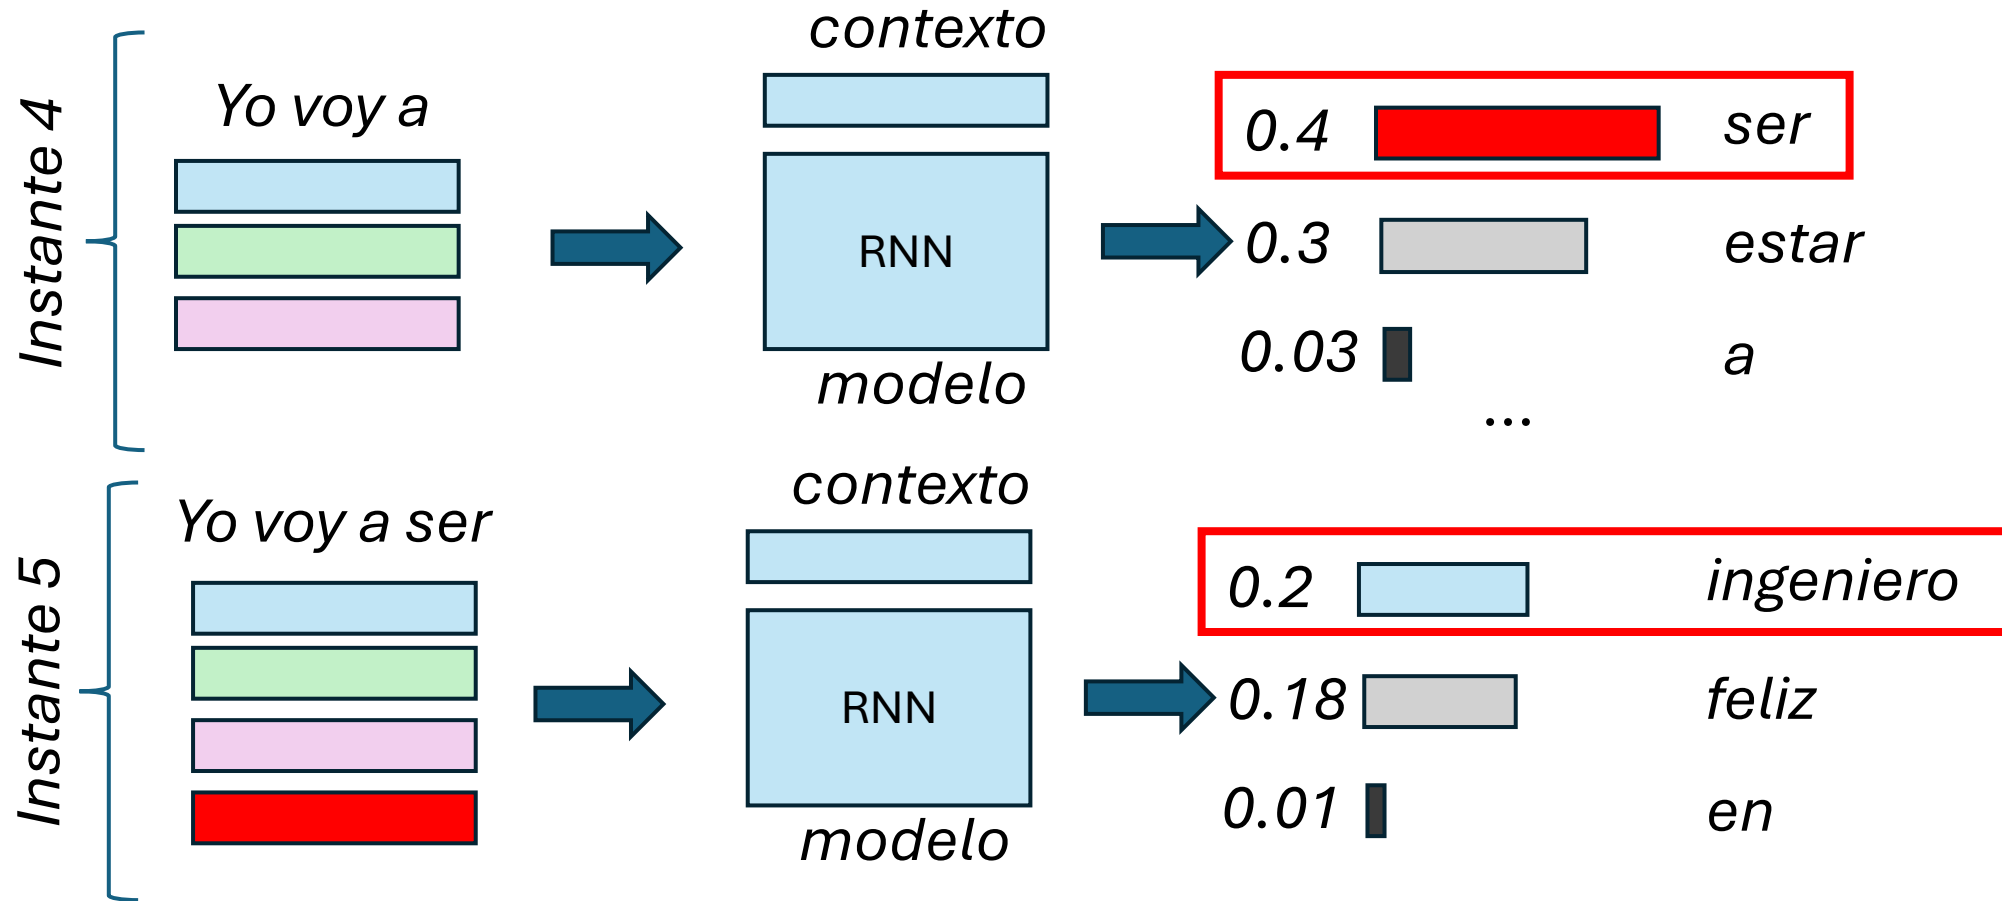 Instante 4
Yo voy a
contexto
RNN
modelo
0.4 ser
0.3 estar
0.03 a
...
Instante 5
Yo voy a ser
contexto
RNN
modelo
0.2 ingeniero
0.18 feliz
0.01 en